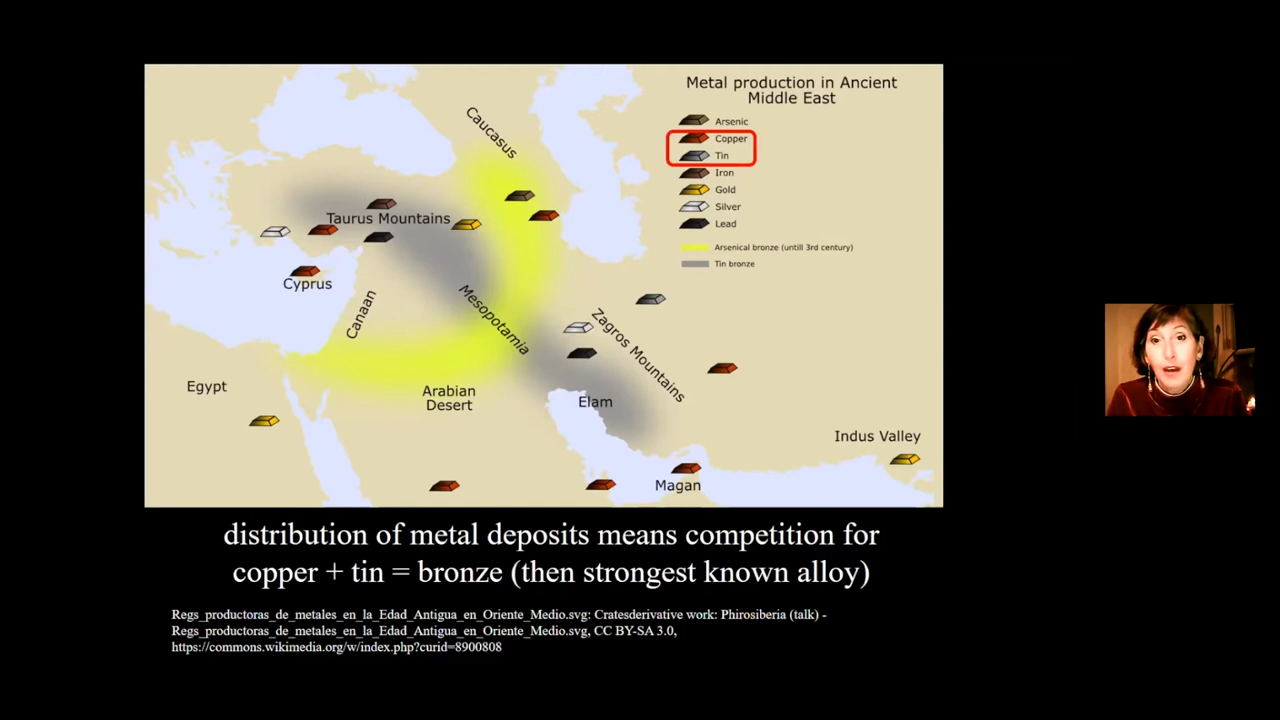 Metal production in Ancient
Middle East
Arsenic
Copper
Tin
Iron
Gold
Silver
Lead
Arsenical bronze (untill 3rd century)
Tin bronze
Caucasus
Taurus Mountains
Cyprus
Canaan
Mesopotamia
Zagros Mountains
Egypt
Arabian
Desert
Elam
Indus Valley
Magan
distribution of metal deposits means competition for
copper + tin = bronze (then strongest known alloy)
Regs_productoras_de_metales_en_la_Edad_Antigua_en_Oriente_Medio.svg: Cratesderivative work: Phirosiberia (talk) -
Regs_productoras_de_metales_en_la_Edad_Antigua_en_Oriente_Medio.svg, CC BY-SA 3.0,
https://commons.wikimedia.org/w/index.php?curid=8900808